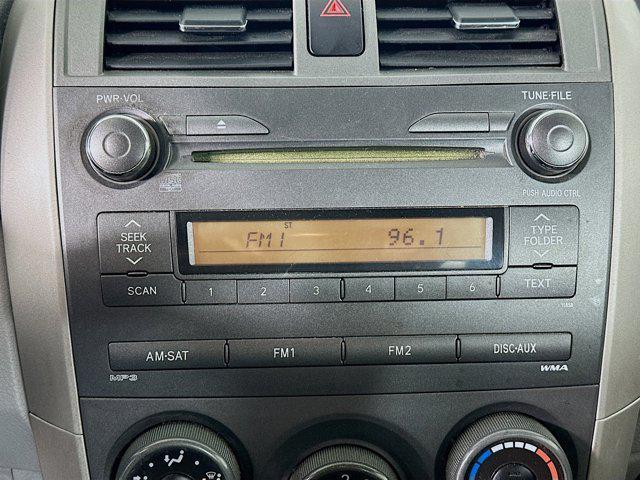 PWR·VOL
TUNE·FILE
PUSH AUDIO CTRL
ST
FM1 96.1
SEEK
TRACK
TYPE
FOLDER
SCAN 1 2 3 4 5 6 TEXT
AM·SAT FM1 FM2 DISC·AUX
MP3 WMA
2